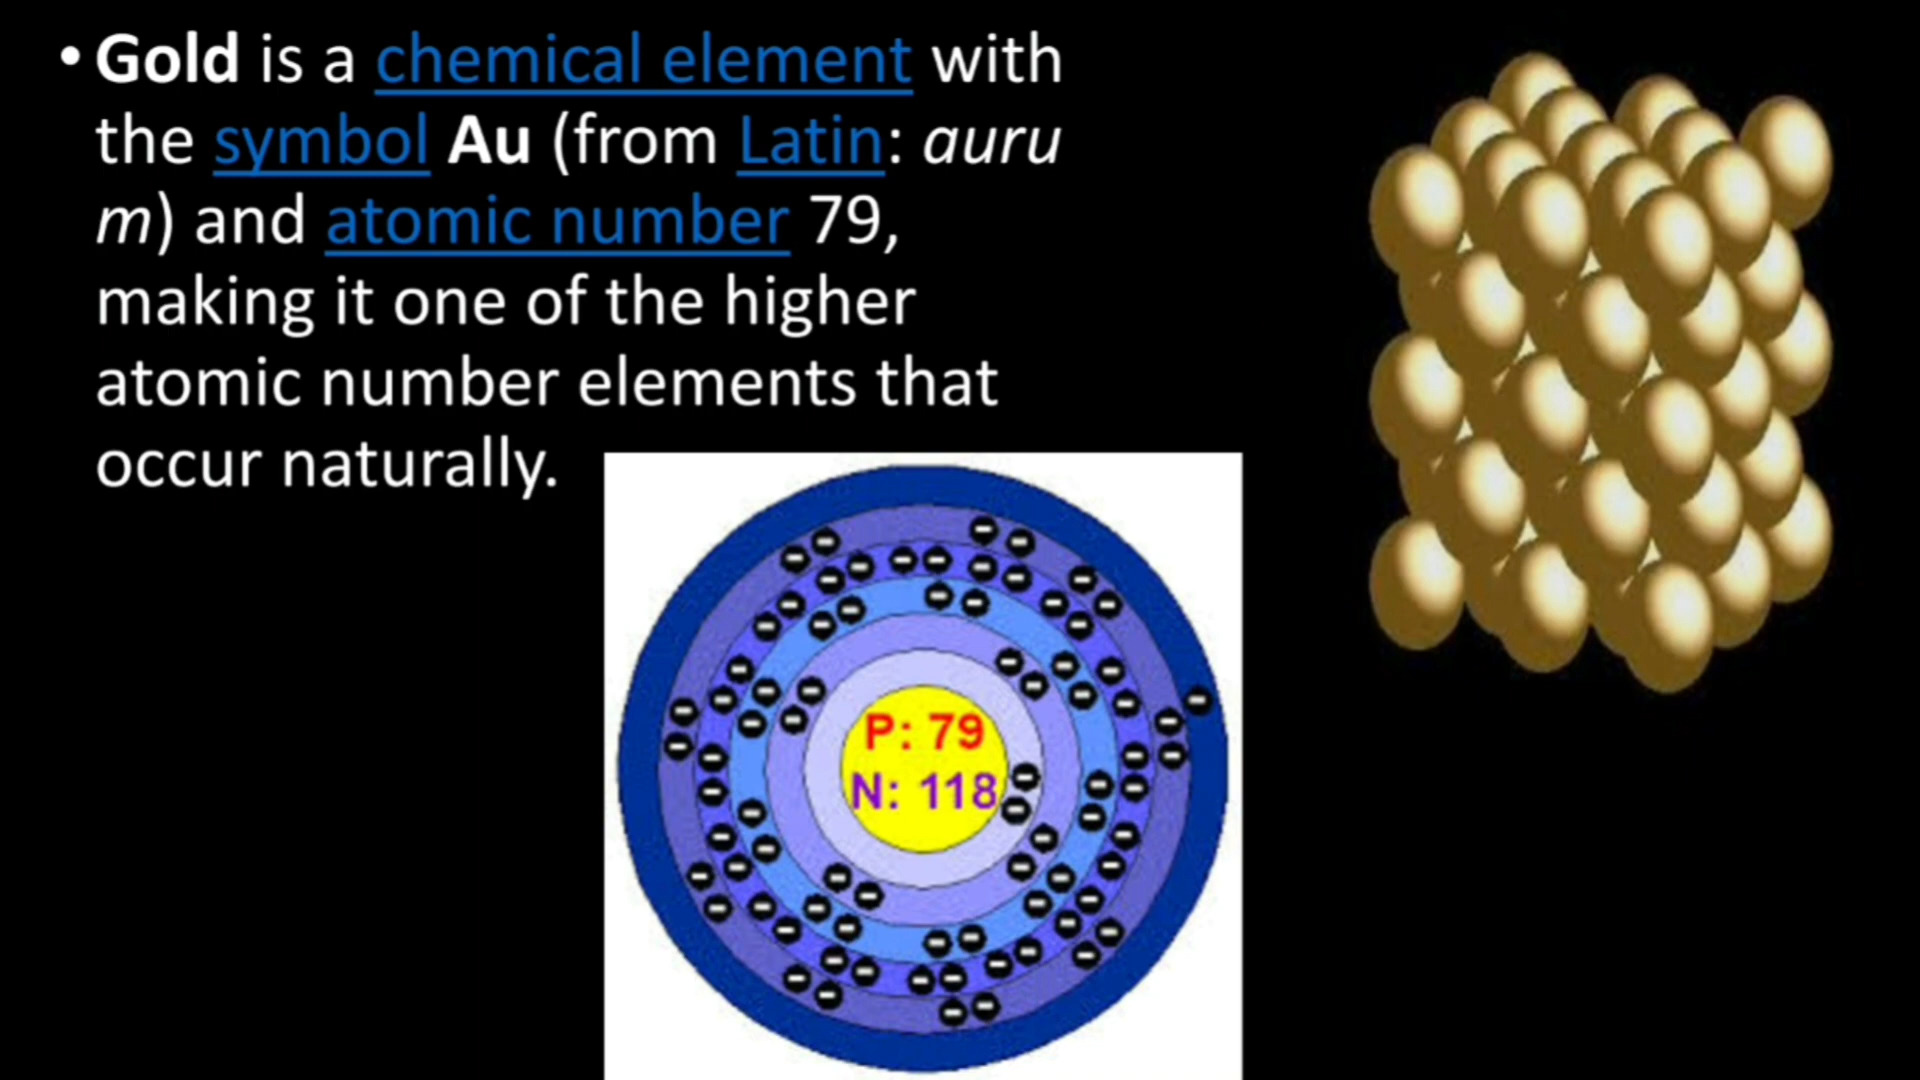 • Gold is a chemical element with
the symbol Au (from Latin: auru
m) and atomic number 79,
making it one of the higher
atomic number elements that
occur naturally.
P: 79
N: 118